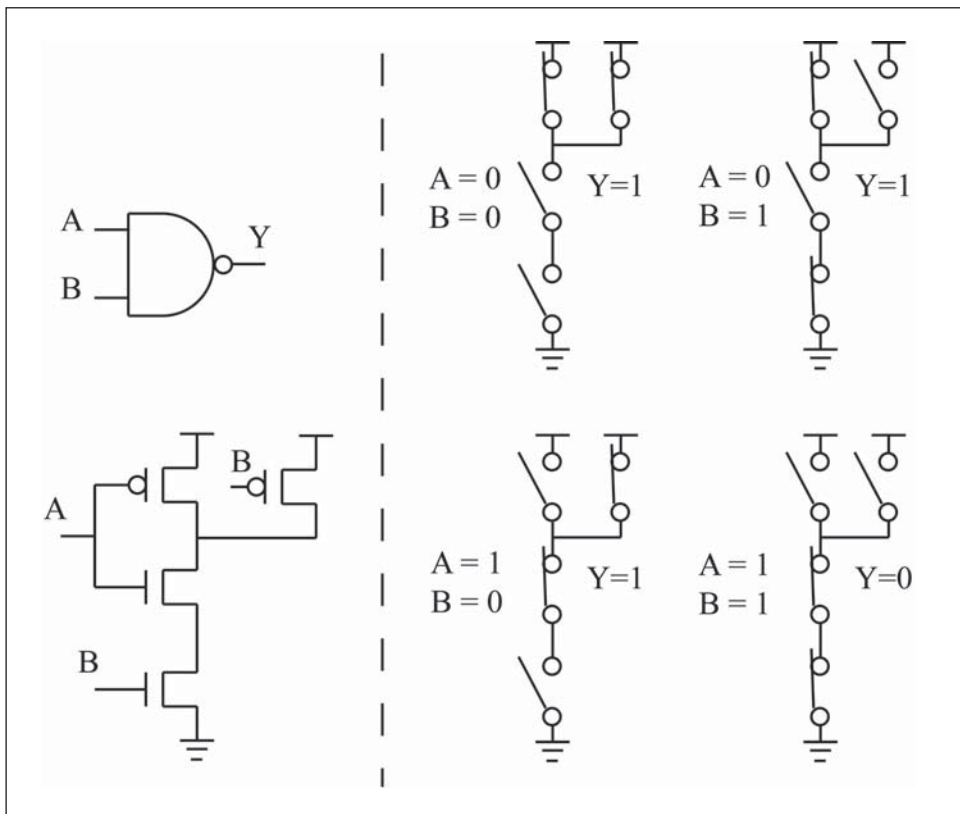 A
B
Y
A = 0
B = 0
Y=1
A = 0
B = 1
Y=1
B
A
B
A = 1
B = 0
Y=1
A = 1
B = 1
Y=0